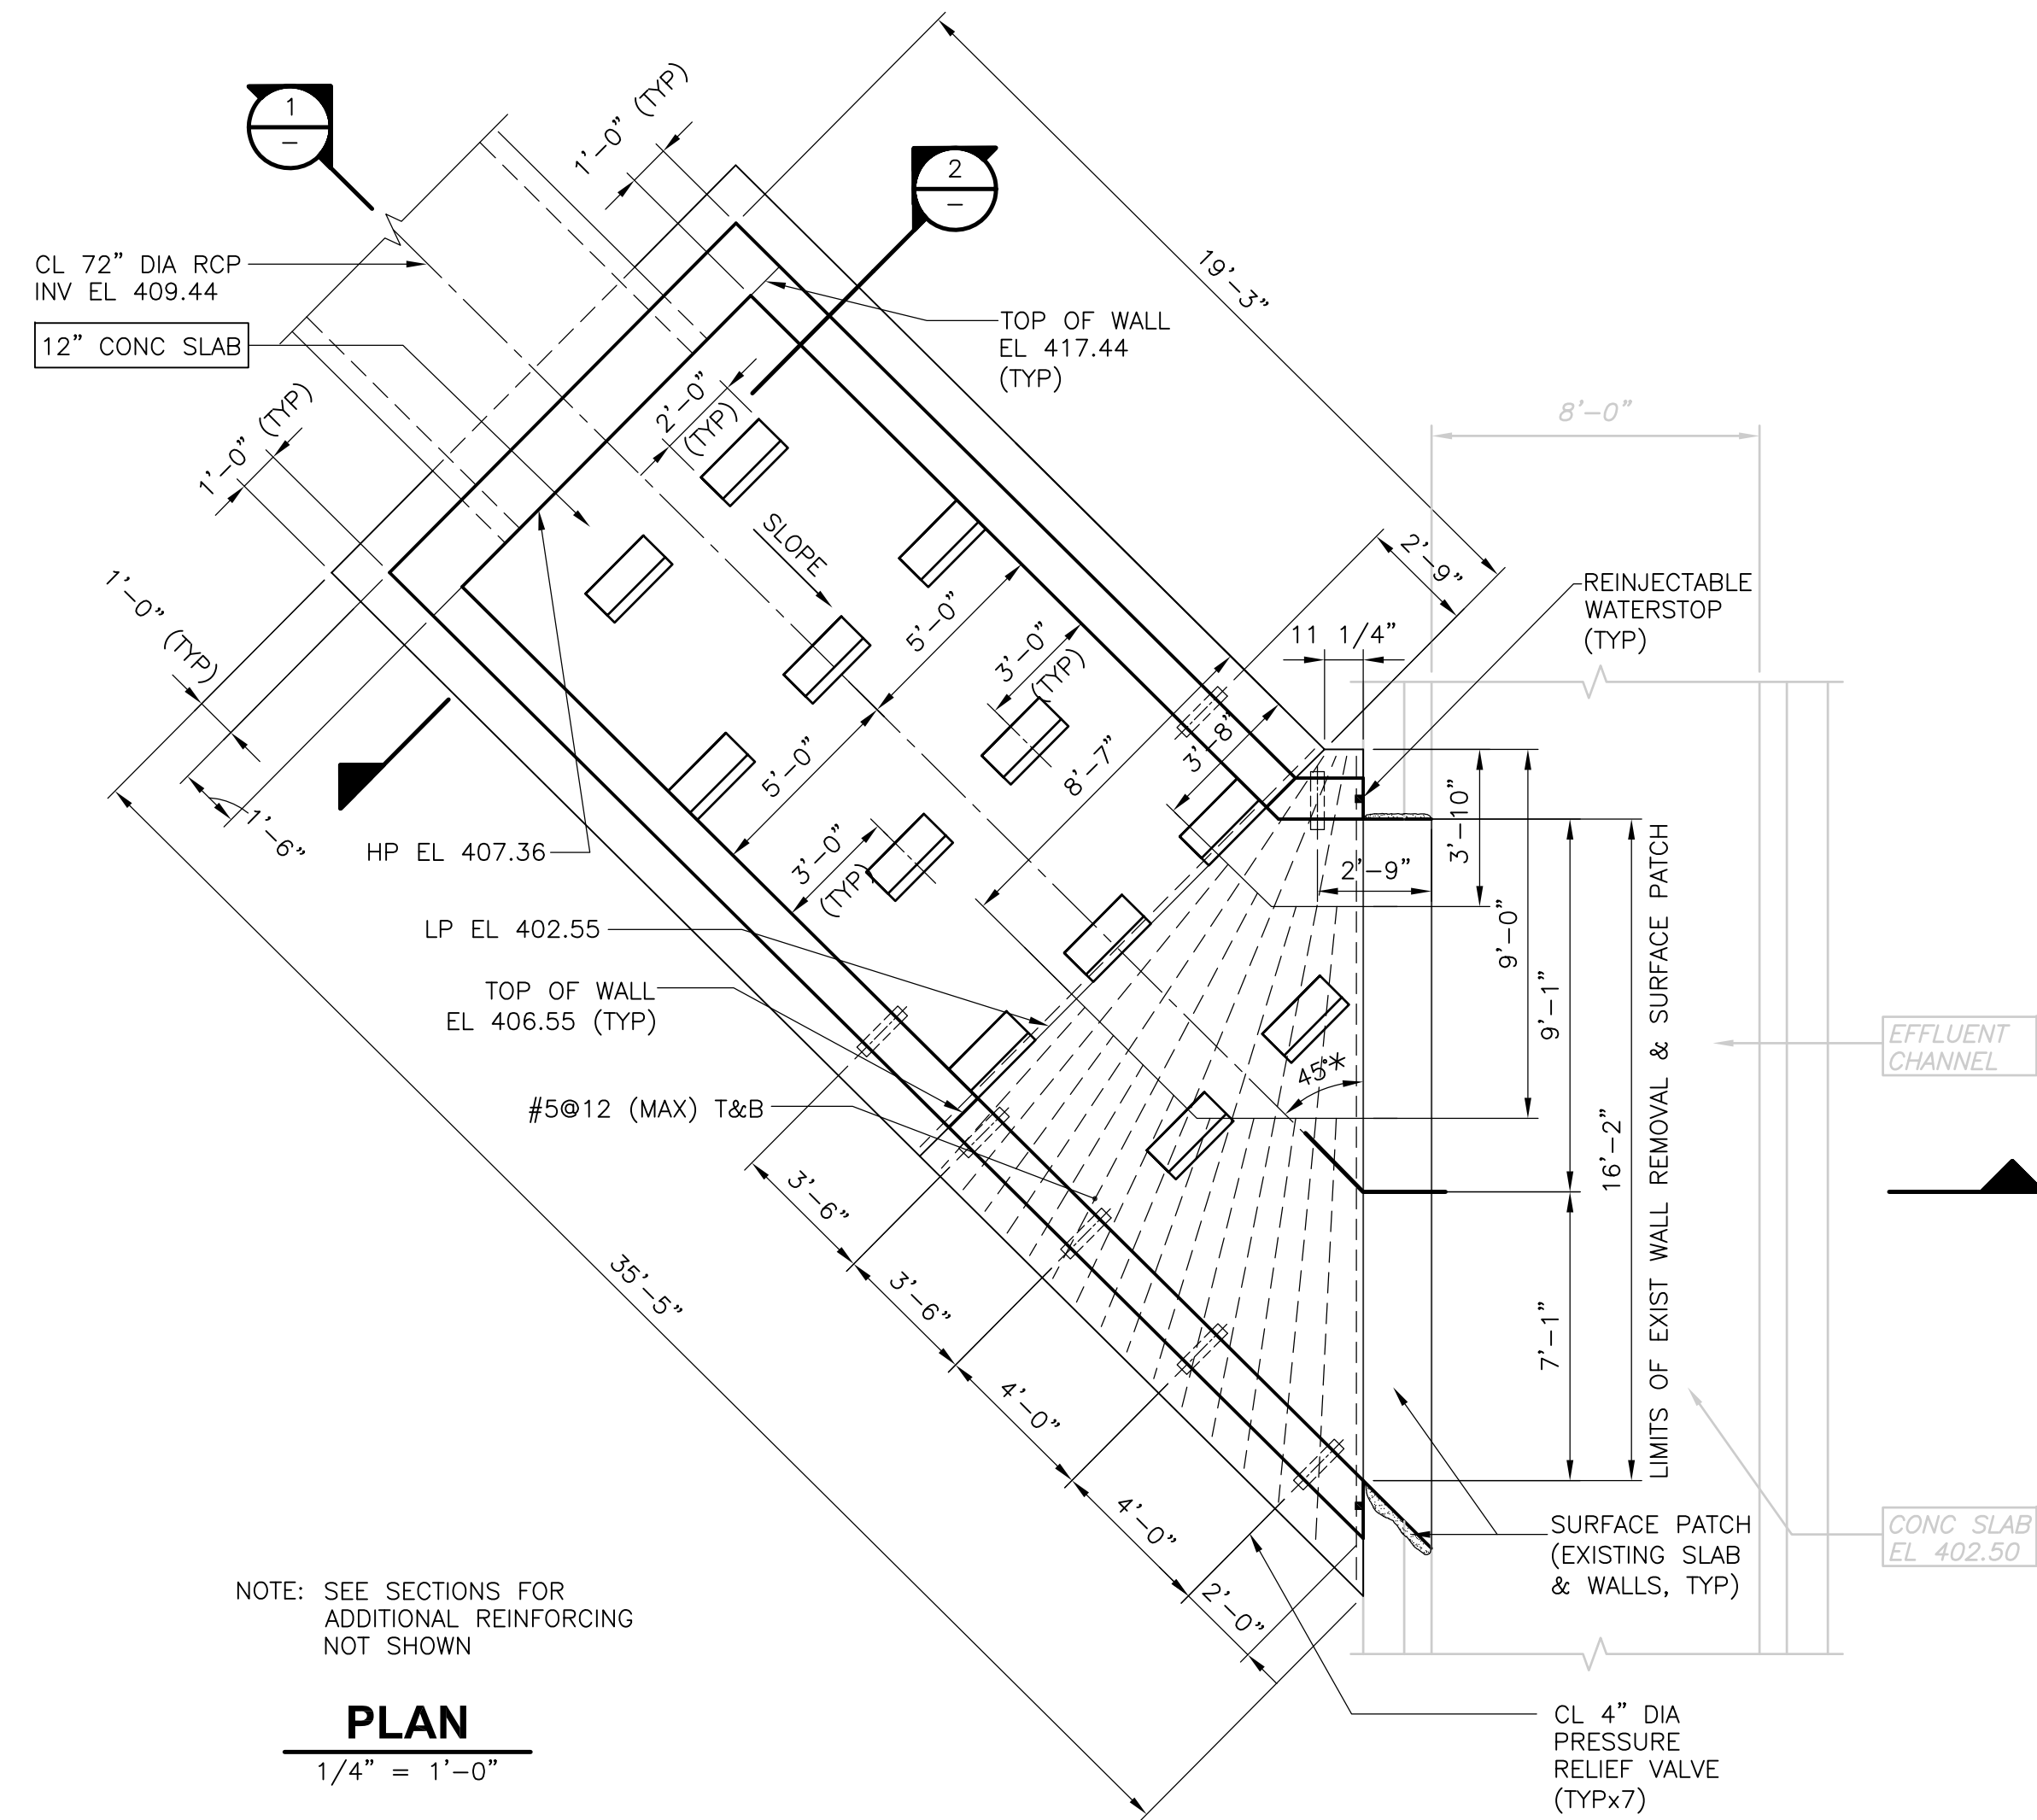 1
–
2
–
1'-0" (TYP)
CL 72" DIA RCP
INV EL 409.44
12" CONC SLAB
1'-0" (TYP)
TOP OF WALL
EL 417.44
(TYP)
19'-3"
8'-0"
2'-0"
(TYP)
SLOPE
1'-0" (TYP)
5'-0"
3'-0"
(TYP)
2'-9"
11 1/4"
REINJECTABLE
WATERSTOP
(TYP)
8'-7"
3'-8"
5'-0"
3'-0"
(TYP)
1'-6"
HP EL 407.36
LP EL 402.55
TOP OF WALL
EL 406.55 (TYP)
#5@12 (MAX) T&B
3'-10"
2'-9"
9'-0"
9'-1"
16'-2"
7'-1"
LIMITS OF EXIST WALL REMOVAL & SURFACE PATCH
45°*
EFFLUENT
CHANNEL
CONC SLAB
EL 402.50
3'-6"
3'-6"
4'-0"
4'-0"
2'-0"
35'-5"
SURFACE PATCH
(EXISTING SLAB
& WALLS, TYP)
CL 4" DIA
PRESSURE
RELIEF VALVE
(TYPx7)
NOTE: SEE SECTIONS FOR
ADDITIONAL REINFORCING
NOT SHOWN
PLAN
1/4" = 1'-0"